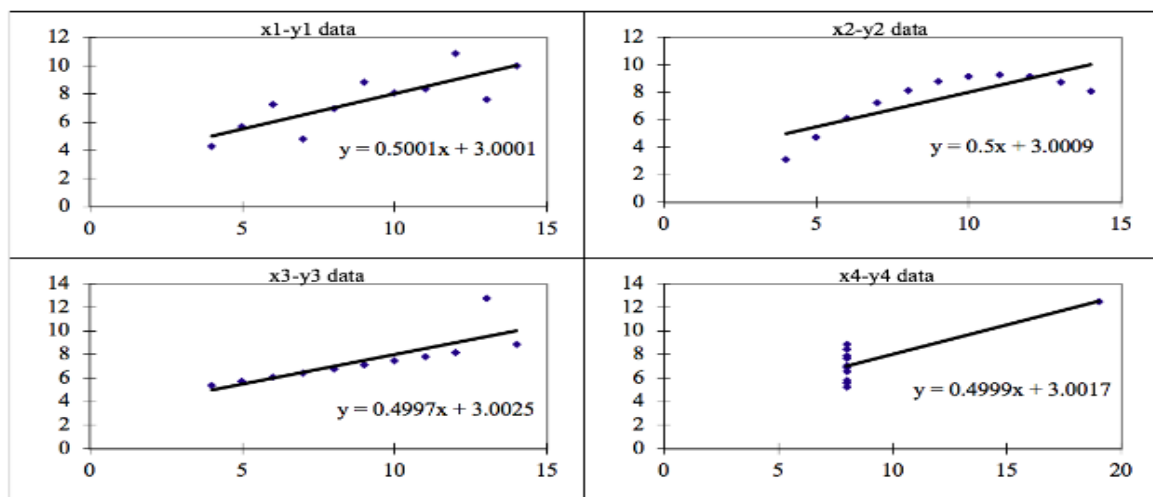 x1-y1 data
12
10
8
6
4
2
0
0 5 10 15
y = 0.5001x + 3.0001
x2-y2 data
12
10
8
6
4
2
0
0 5 10 15
y = 0.5x + 3.0009
x3-y3 data
14
12
10
8
6
4
2
0
0 5 10 15
y = 0.4997x + 3.0025
x4-y4 data
14
12
10
8
6
4
2
0
0 5 10 15 20
y = 0.4999x + 3.0017